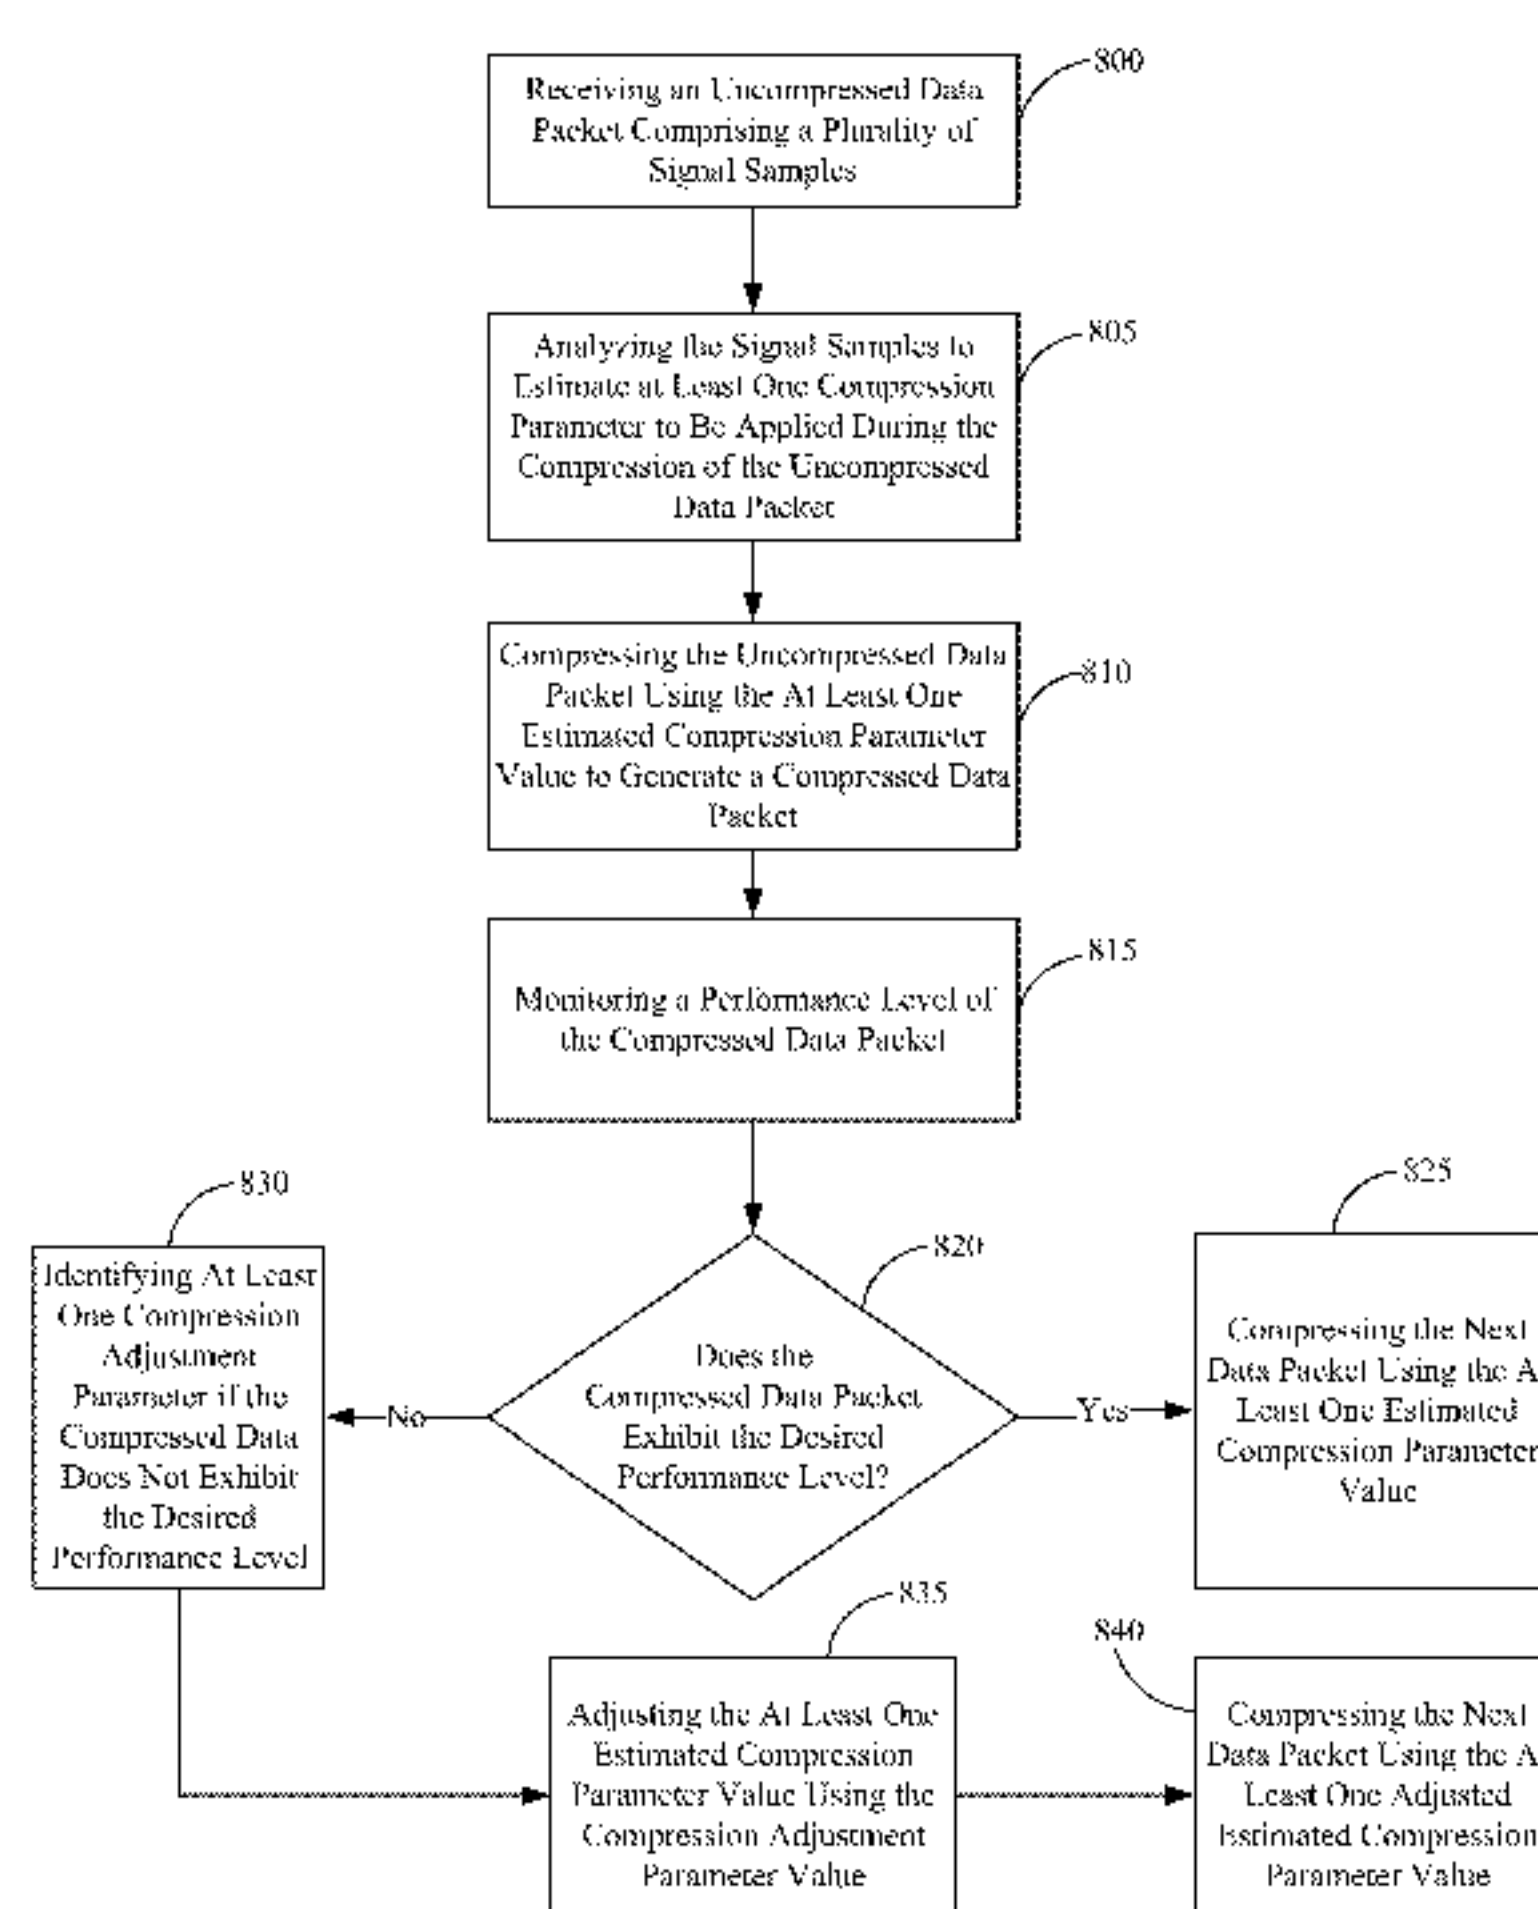 800
Receiving an Uncompressed Data
Packet Comprising a Plurality of
Signal Samples
805
Analyzing the Signal Samples to
Estimate at Least One Compression
Parameter to Be Applied During the
Compression of the Uncompressed
Data Packet
810
Compressing the Uncompressed Data
Packet Using the At Least One
Estimated Compression Parameter
Value to Generate a Compressed Data
Packet
815
Monitoring a Performance Level of
the Compressed Data Packet
820
Does the
Compressed Data Packet
Exhibit the Desired
Performance Level?
No
Yes
830
Identifying At Least
One Compression
Adjustment
Parameter if the
Compressed Data
Does Not Exhibit
the Desired
Performance Level
825
Compressing the Next
Data Packet Using the A
Least One Estimated
Compression Parameter
Value
835
Adjusting the At Least One
Estimated Compression
Parameter Value Using the
Compression Adjustment
Parameter Value
840
Compressing the Next
Data Packet Using the A
Least One Adjusted
Estimated Compression
Parameter Value